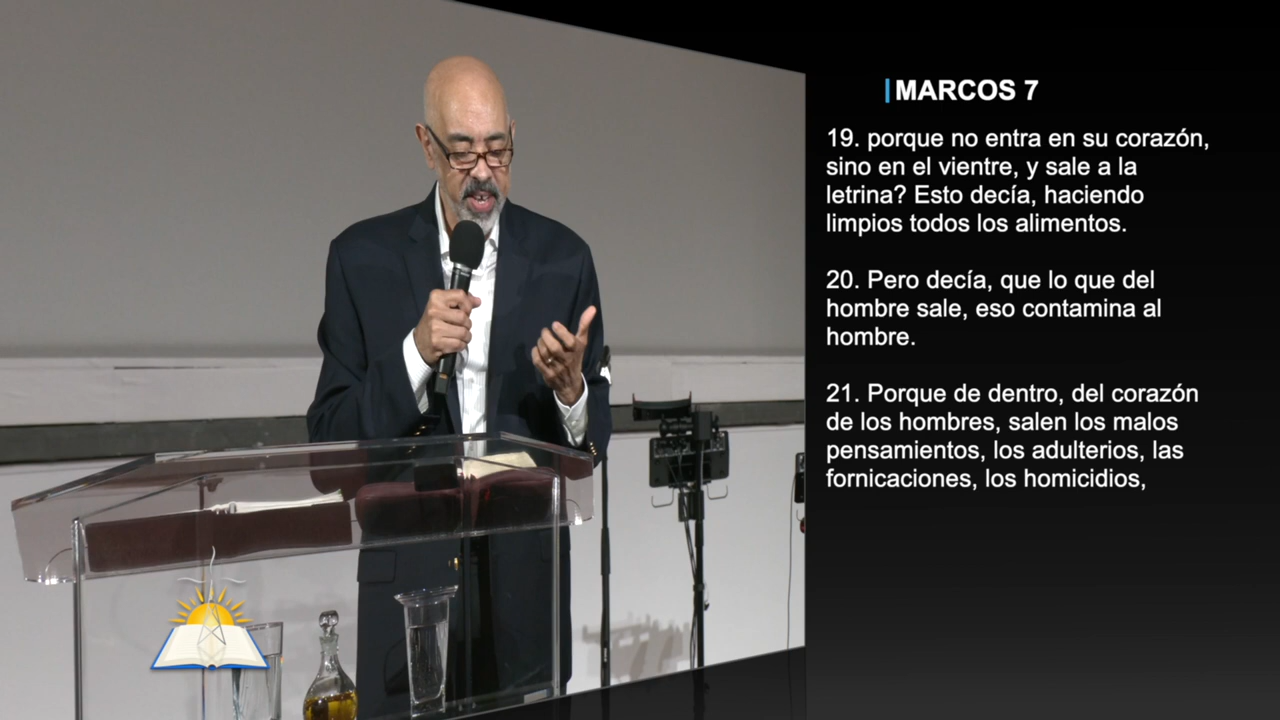 MARCOS 7
19. porque no entra en su corazón,
sino en el vientre, y sale a la
letrina? Esto decía, haciendo
limpios todos los alimentos.
20. Pero decía, que lo que del
hombre sale, eso contamina al
hombre.
21. Porque de dentro, del corazón
de los hombres, salen los malos
pensamientos, los adulterios, las
fornicaciones, los homicidios,